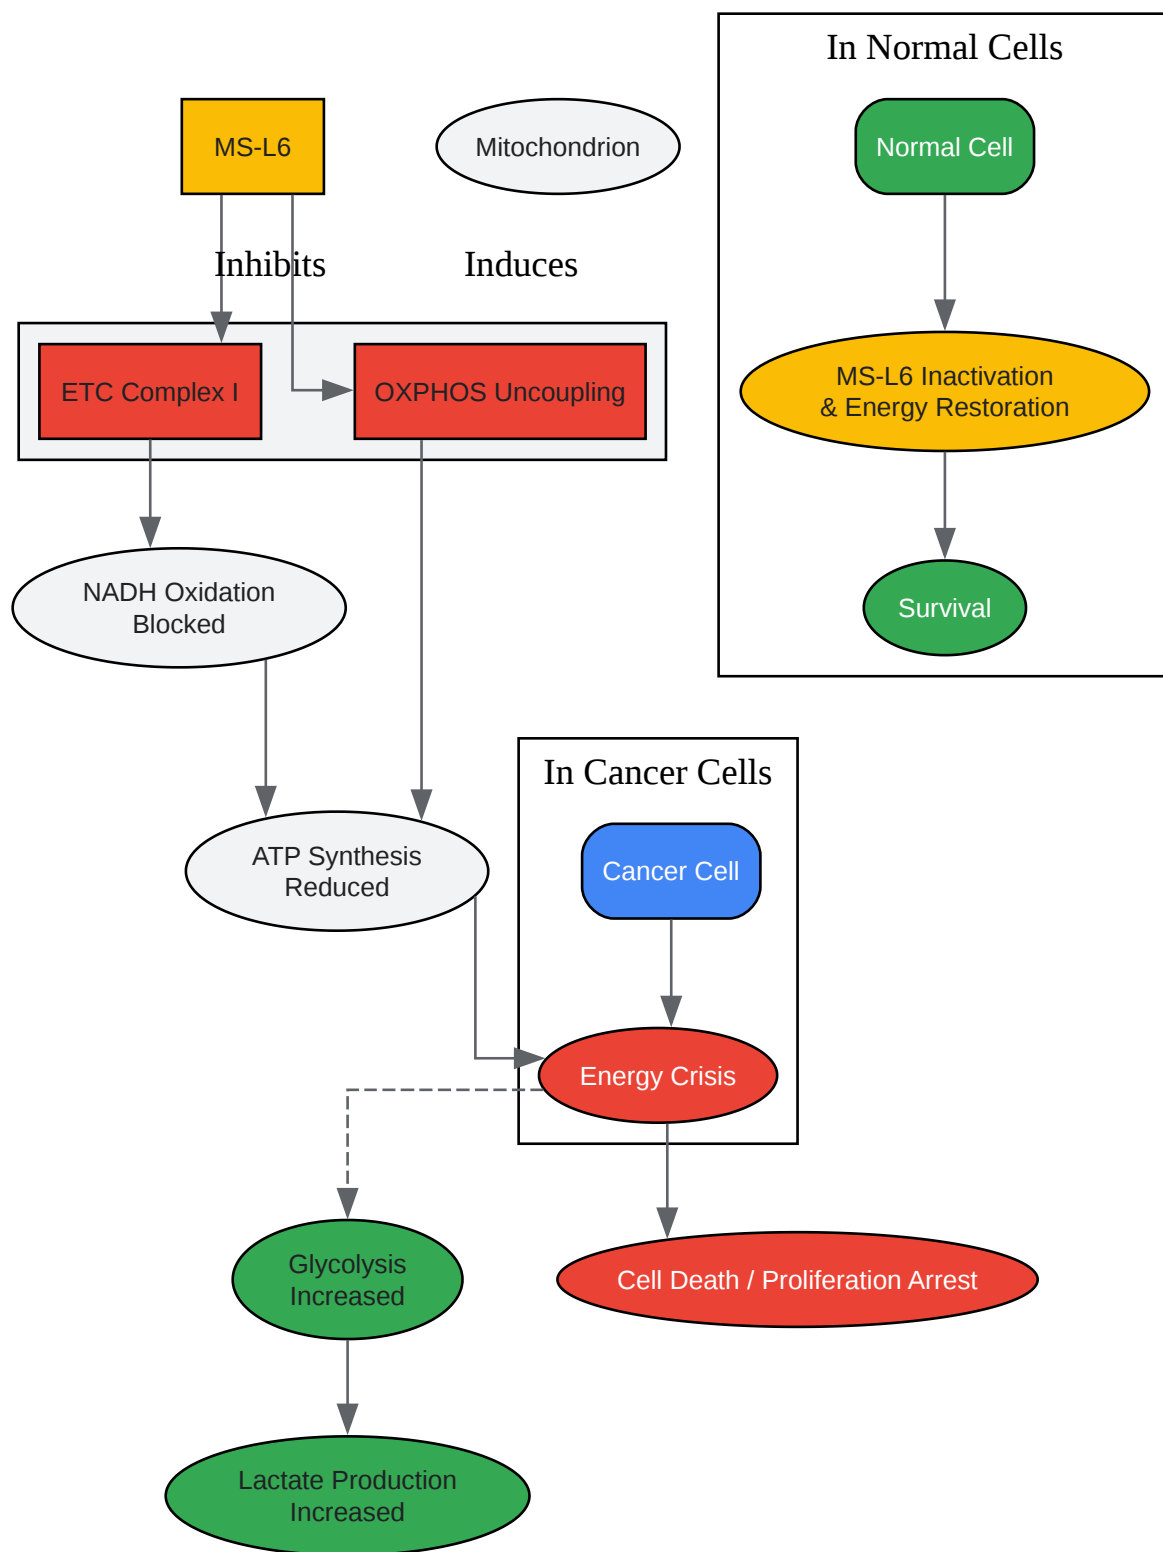 In Normal Cells
MS-L6
Mitochondrion
Normal Cell
Inhibits
Induces
ETC Complex I
OXPHOS Uncoupling
MS-L6 Inactivation
& Energy Restoration
NADH Oxidation
Blocked
Survival
In Cancer Cells
ATP Synthesis
Reduced
Cancer Cell
Energy Crisis
Glycolysis
Increased
Cell Death / Proliferation Arrest
Lactate Production
Increased